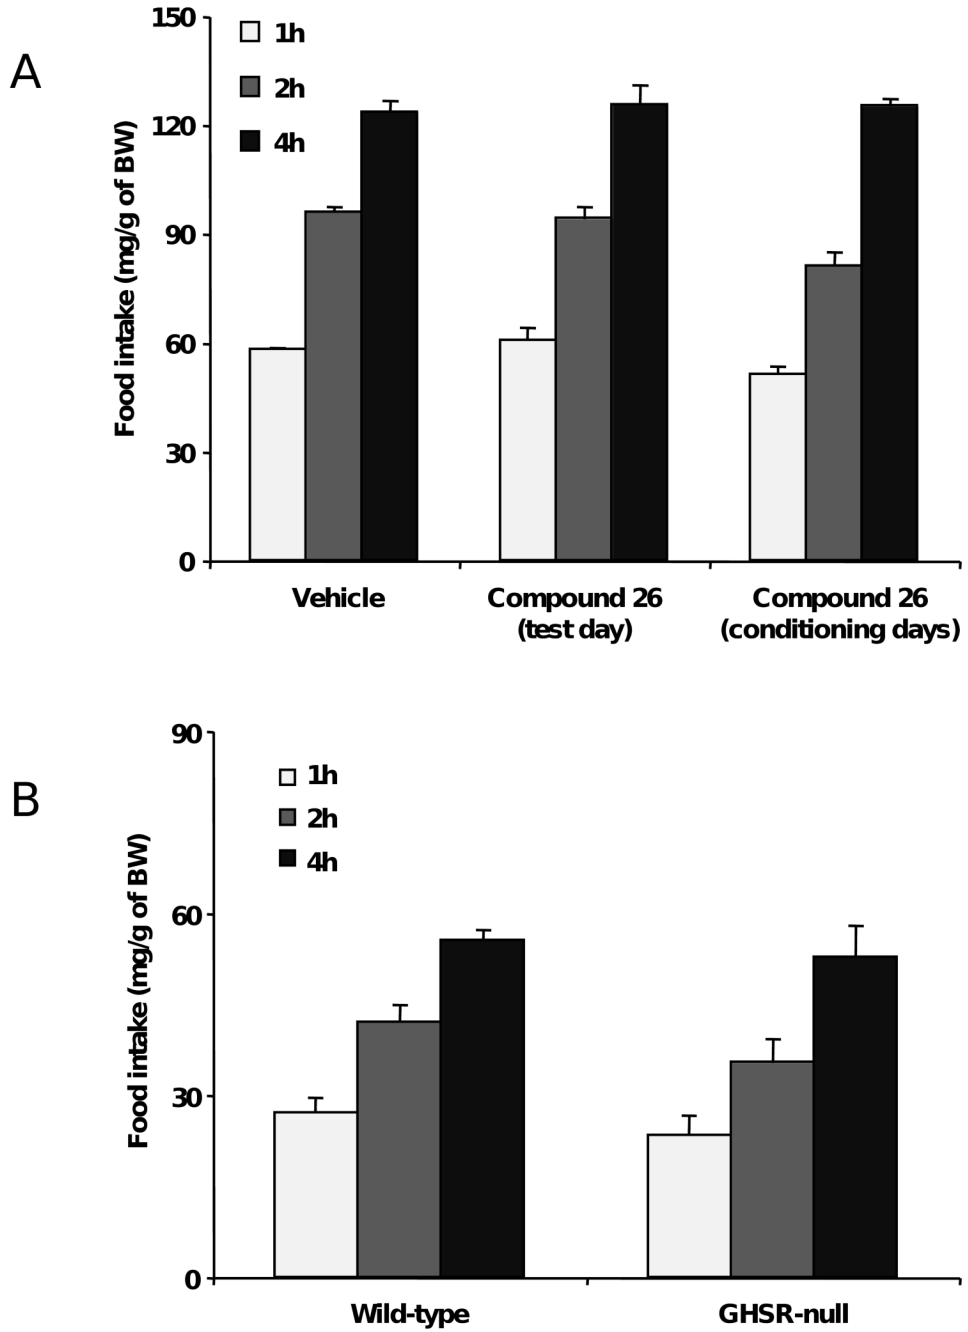 A
150
120
90
60
30
0
Food intake (mg/g of BW)
1h
2h
4h
Vehicle
Compound 26
(test day)
Compound 26
(conditioning days)
B
90
60
30
0
Food intake (mg/g of BW)
1h
2h
4h
Wild-type
GHSR-null